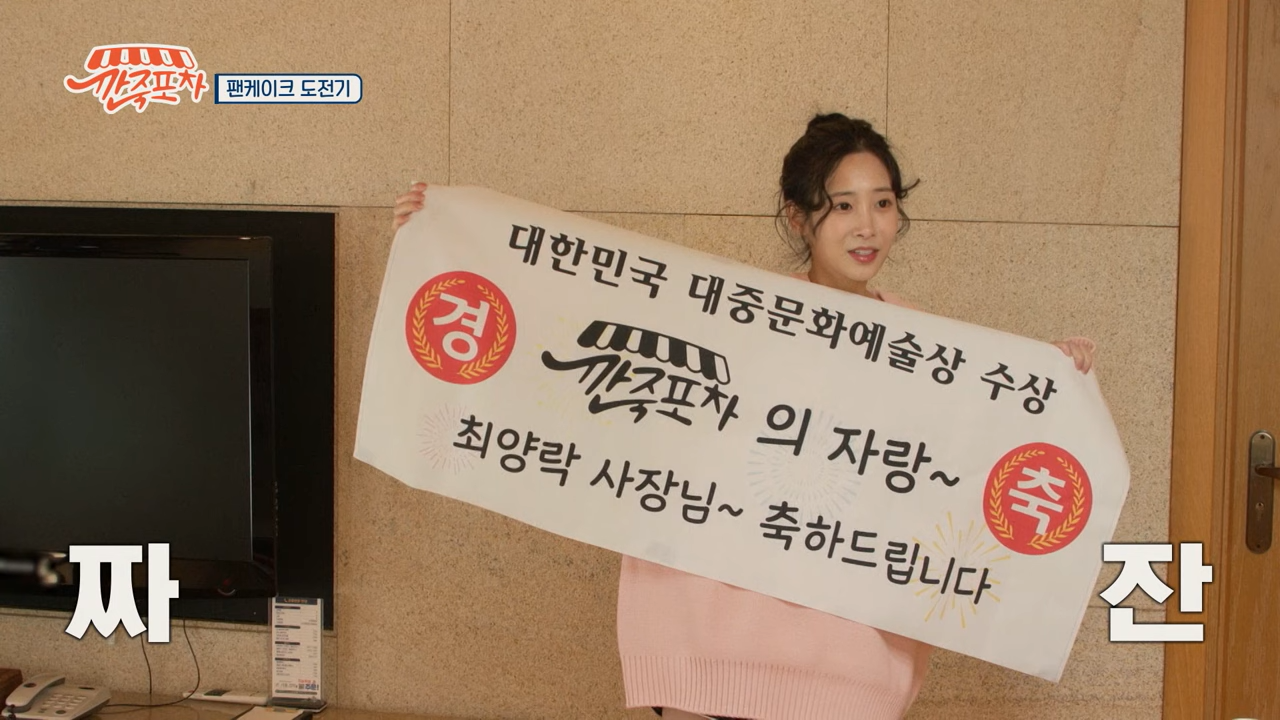 깐죽포차
팬케이크 도전기
대한민국 대중문화예술상 수상
경
깐죽포차 의 자랑~
최양락 사장님~ 축하드립니다
축
짜
잔